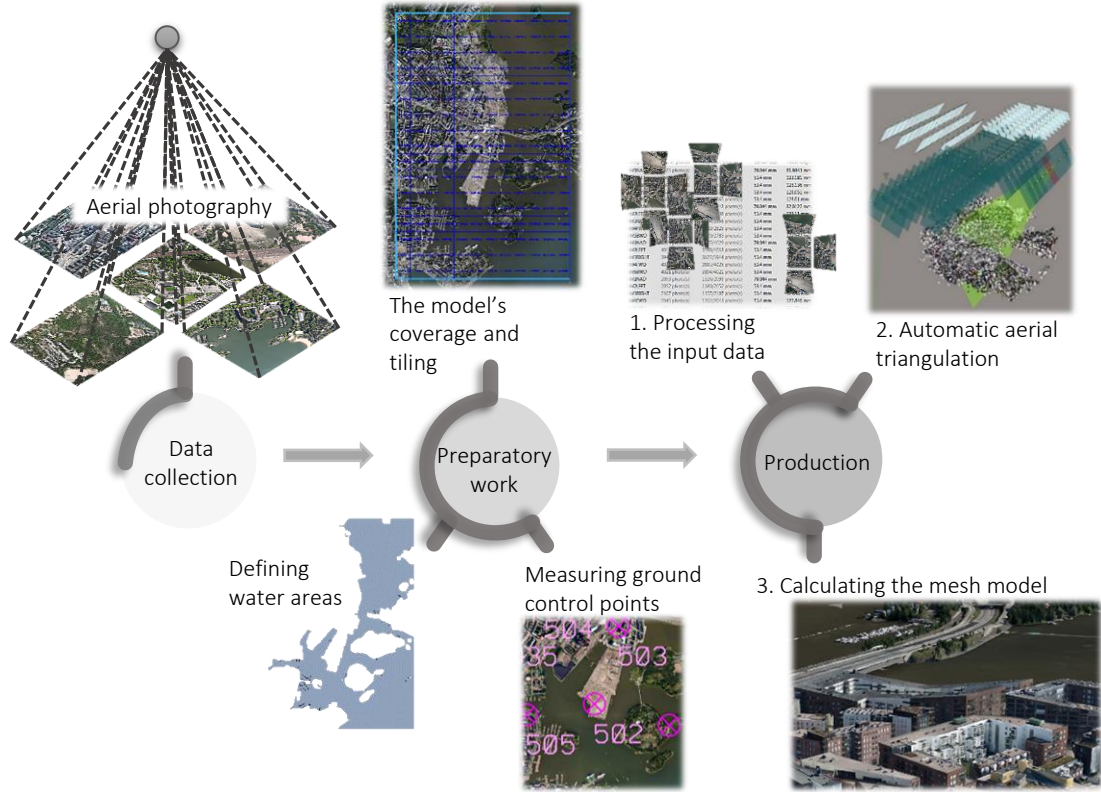 Aerial photography
The model's
coverage and
tiling
1. Processing
the input data
2. Automatic aerial
triangulation
Data
collection
Preparatory
work
Production
Defining
water areas
Measuring ground
control points
3. Calculating the mesh model
504
503
35
502
505